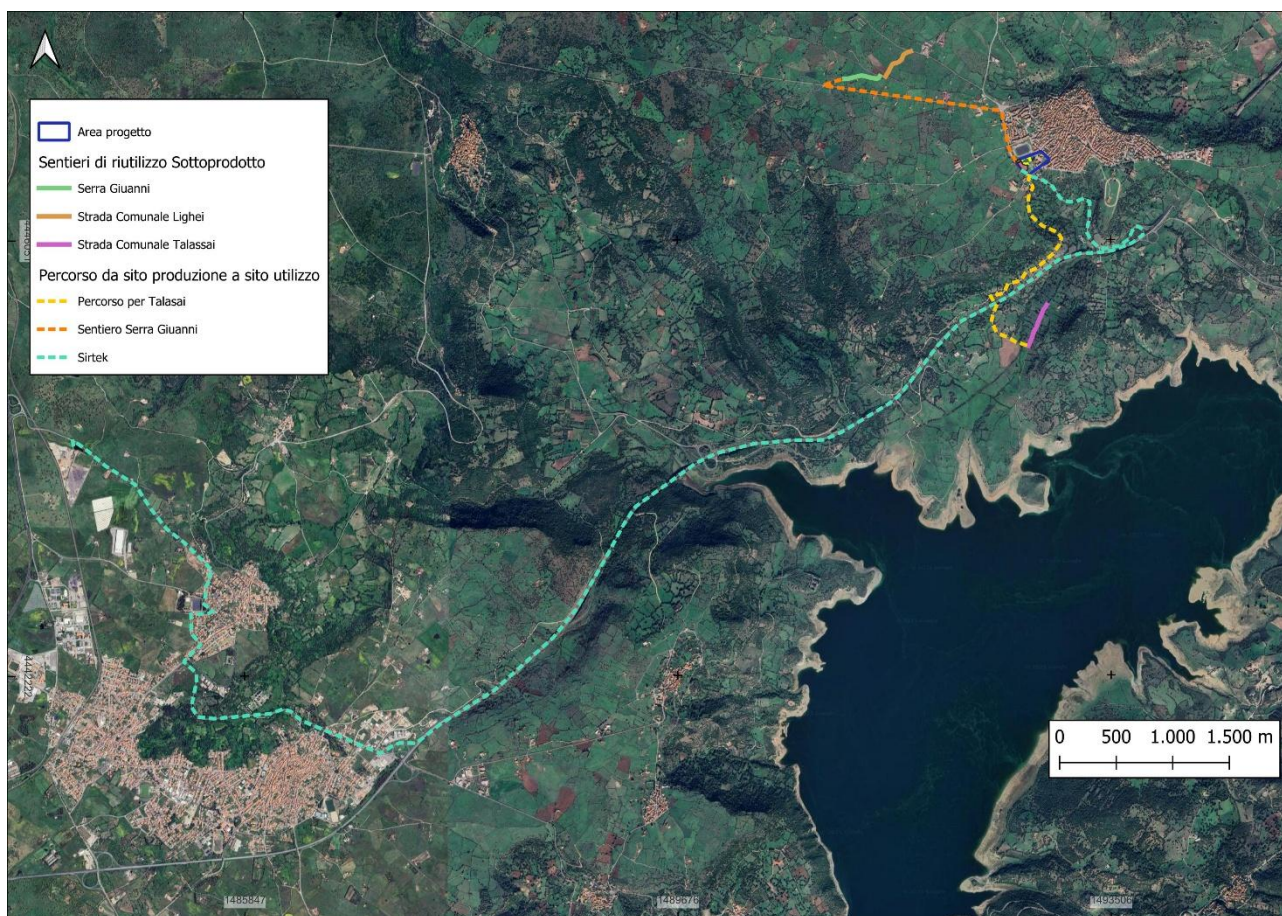 Area progetto
Sentieri di riutilizzo Sottoprodotto
Serra Giuanni
Strada Comunale Lighei
Strada Comunale Talassai
Percorso da sito produzione a sito utilizzo
Percorso per Talasai
Sentiero Serra Giuanni
Sirtek
0 500 1.000 1.500 m
1485847
1489676
1493506